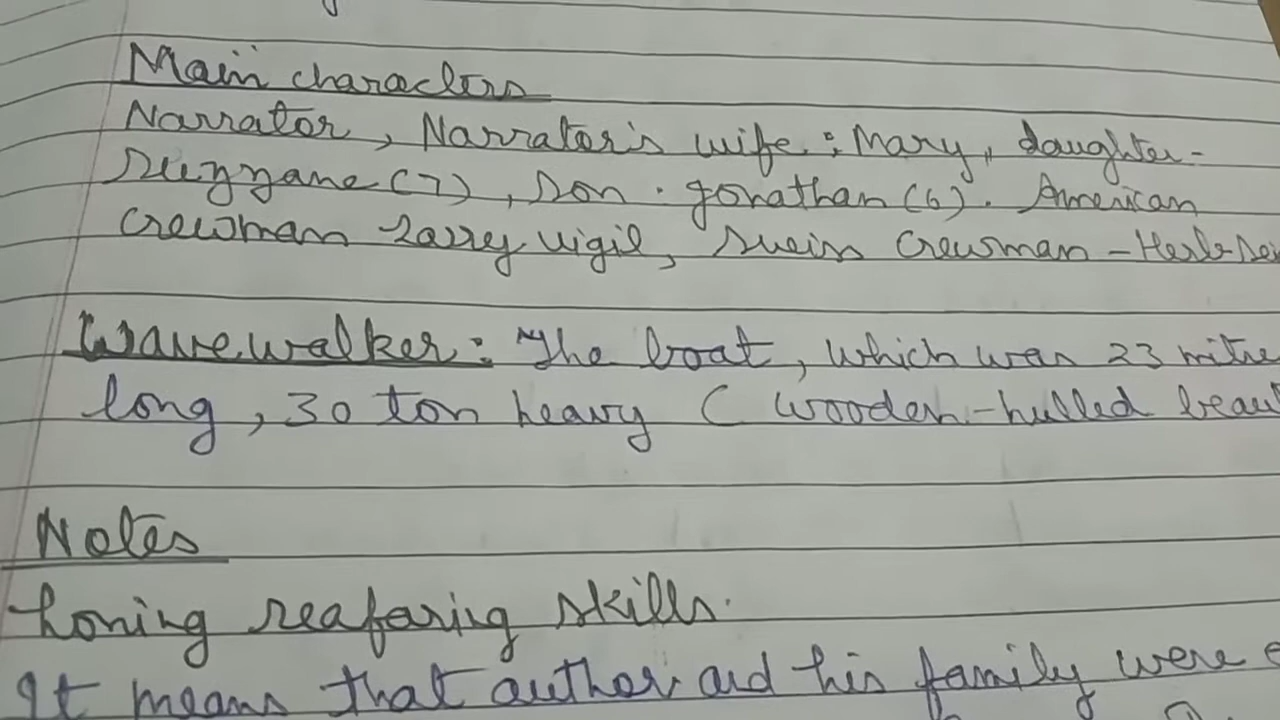 Main characters
Narrator, Narrator's wife : Mary, daughter-
Suzzane (7), son. Jonathan (6). American
crewman Larry Vigil, Swiss Crewman - Herb
Wavewalker: "The boat, which was 23 mitre
long, 30 ton heavy ( wooden-hulled beau
Notes
honing seafaring skills.
It means that author and his family were